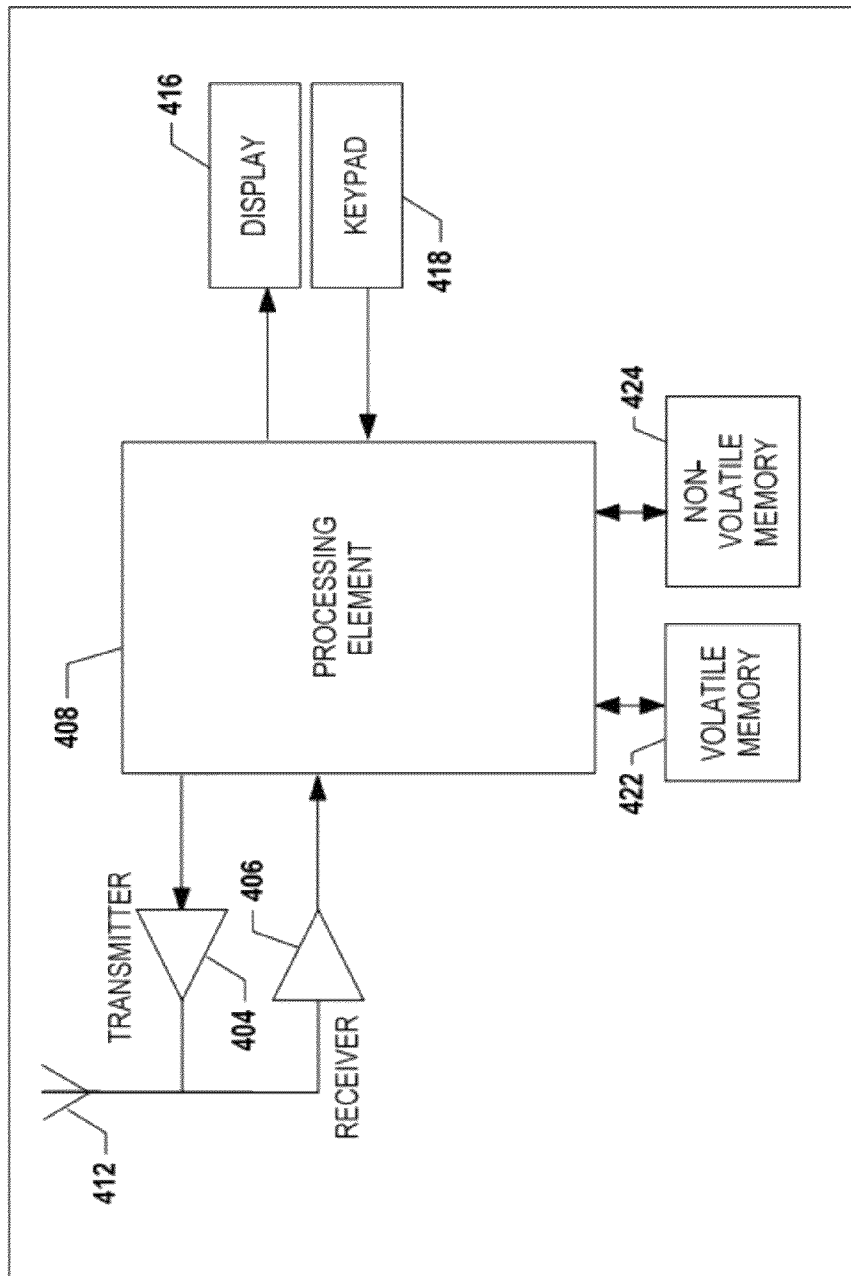 412
TRANSMITTER
404
RECEIVER
406
408
PROCESSING
ELEMENT
416
DISPLAY
KEYPAD
418
422
VOLATILE
MEMORY
424
NON-
VOLATILE
MEMORY